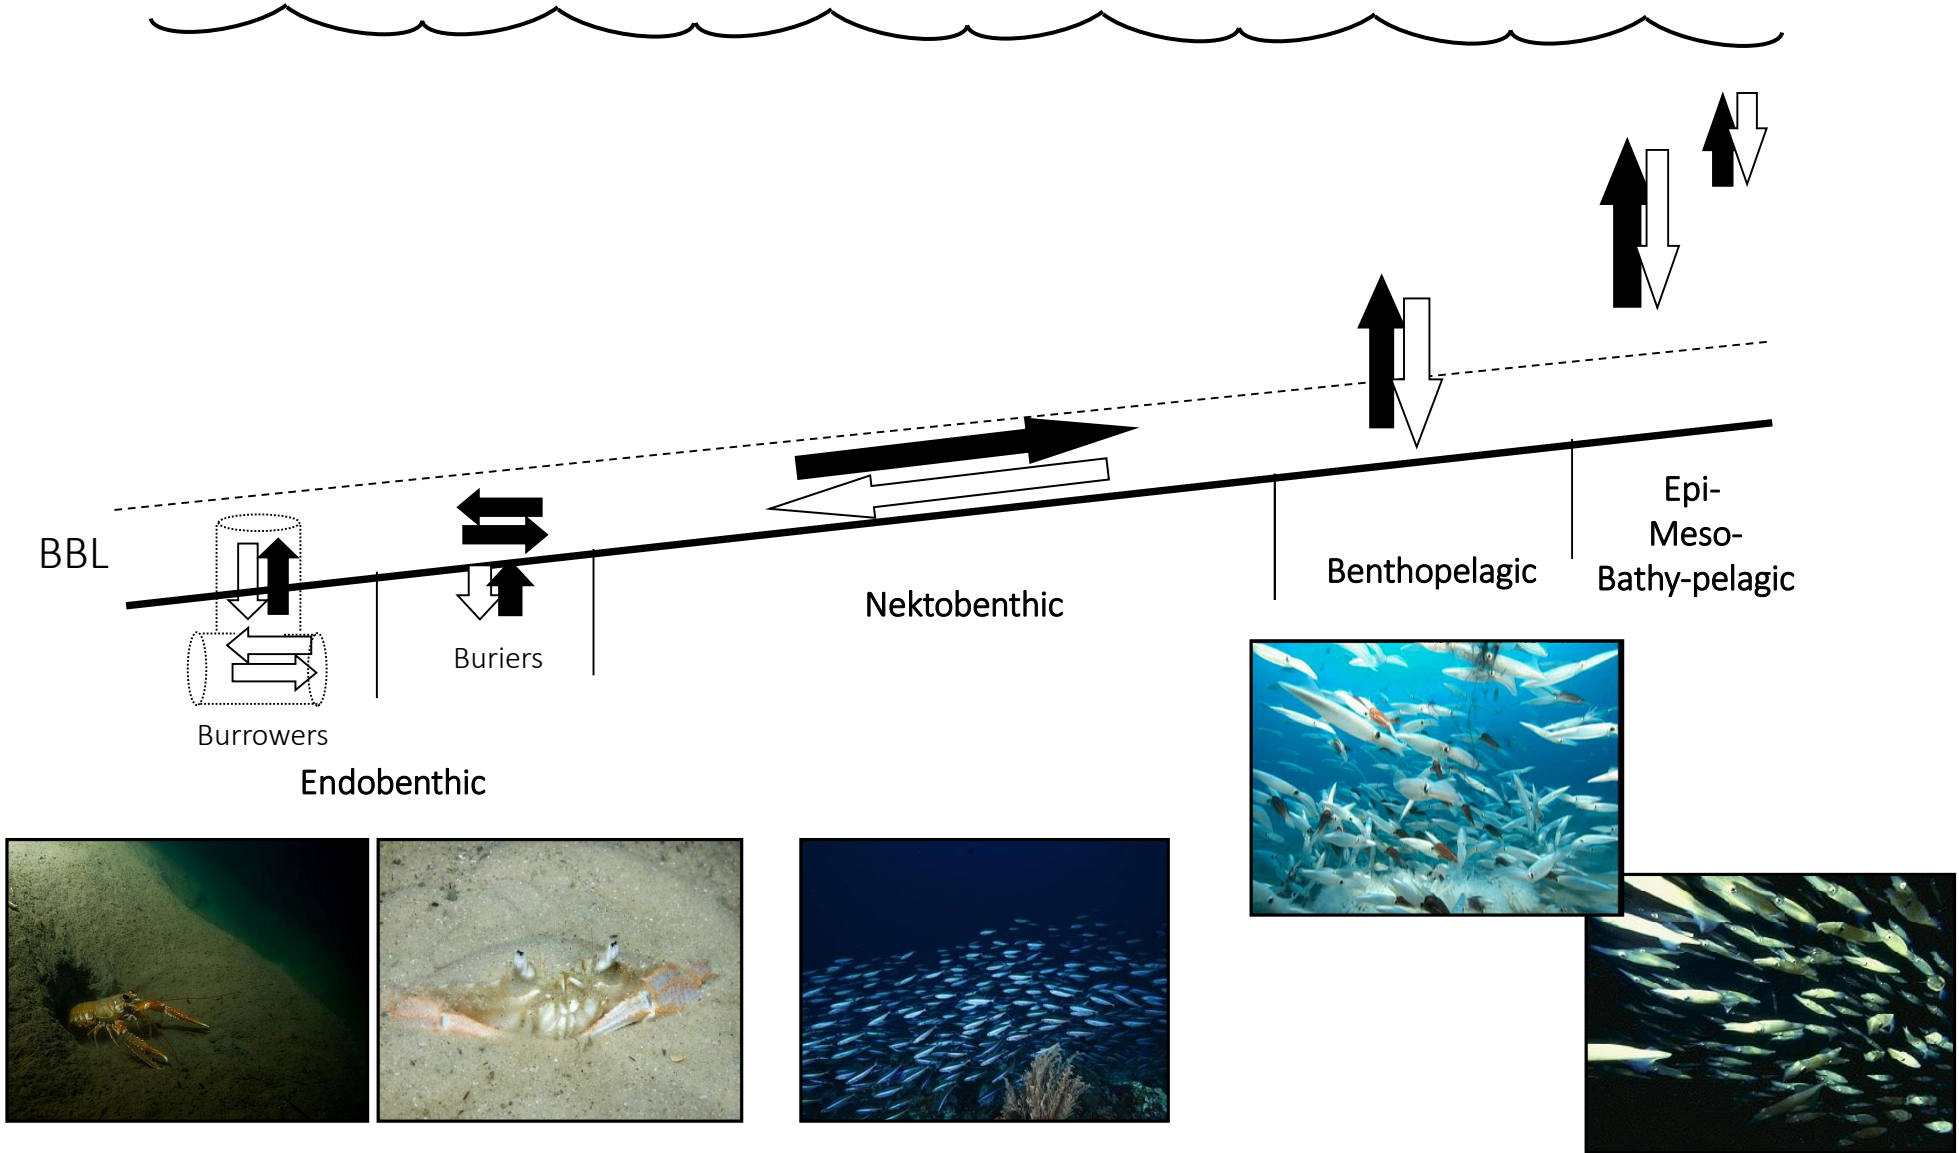 BBL
Epi-
Meso-
Bathy-pelagic
Benthopelagic
Nektobenthic
Buriers
Burrowers
Endobenthic